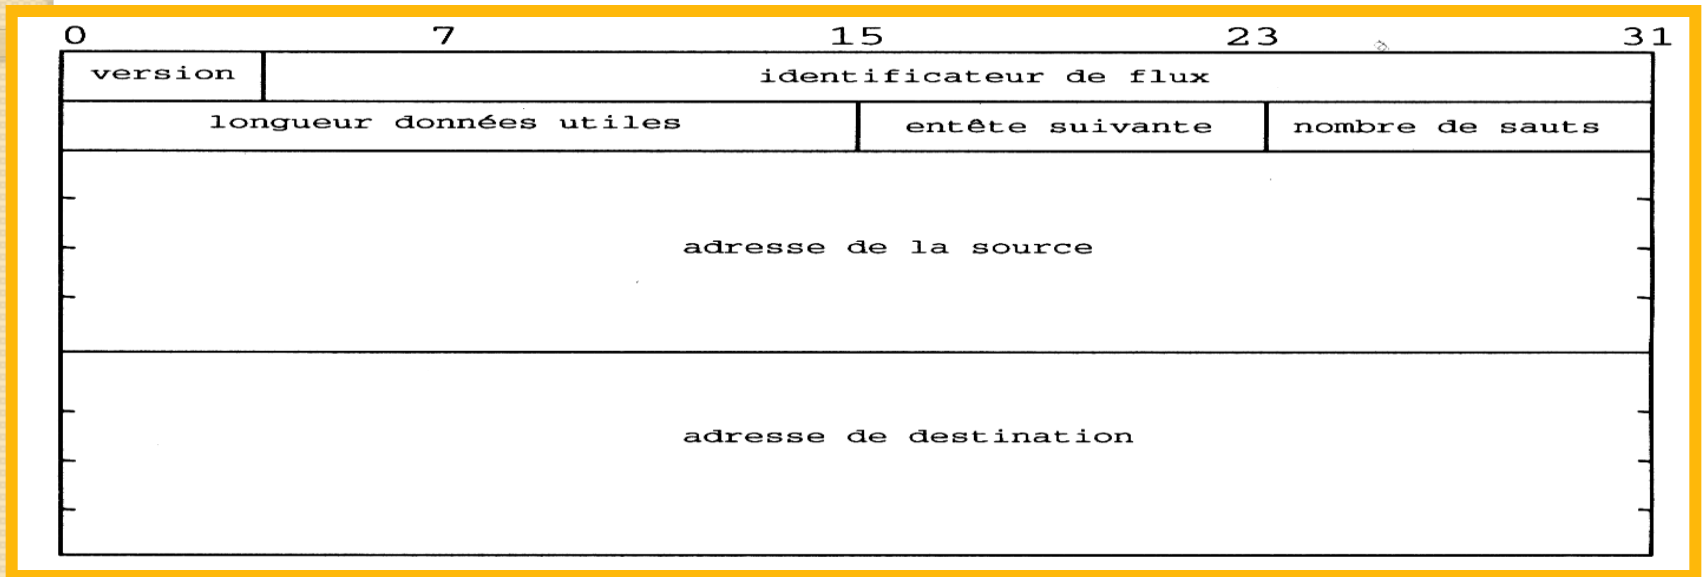 0 7 15 23 31
version identificateur de flux
longueur données utiles entête suivante nombre de sauts
adresse de la source
adresse de destination